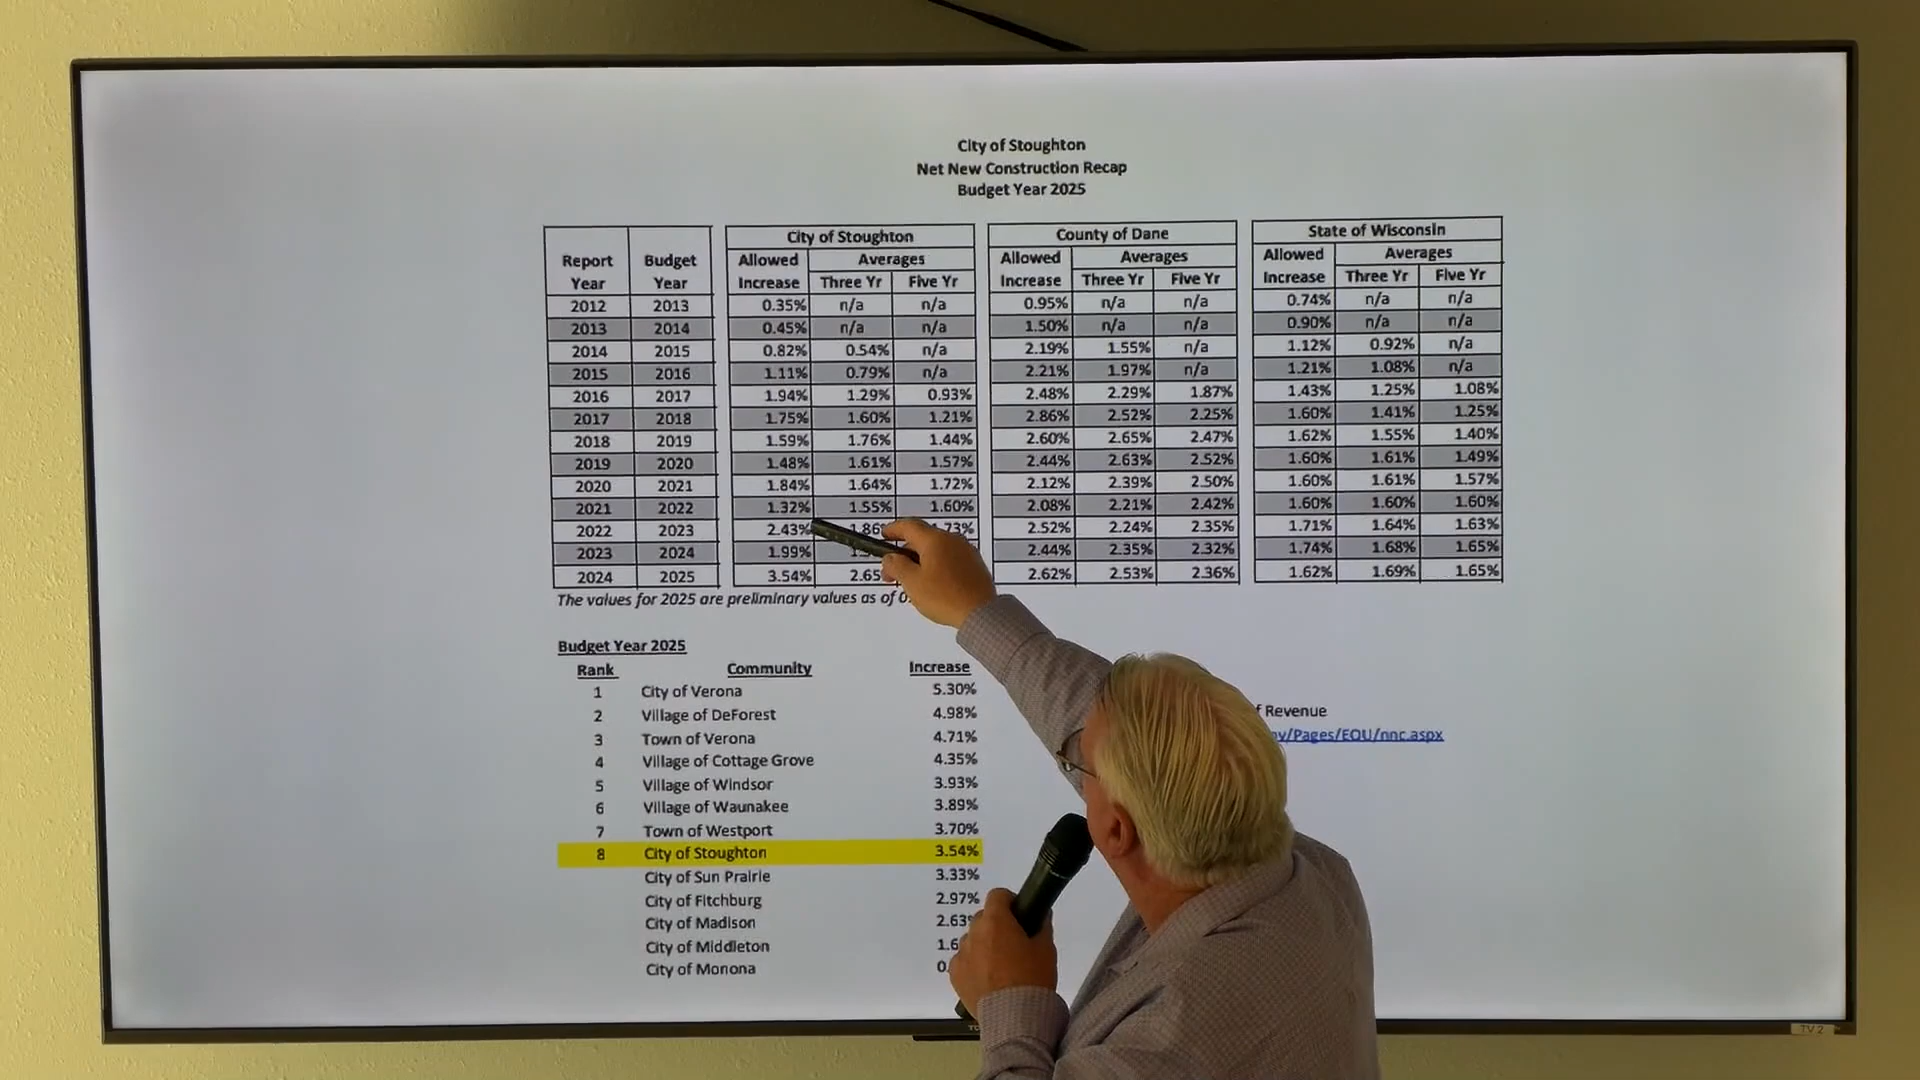 City of Stoughton
Net New Construction Recap
Budget Year 2025
City of Stoughton County of Dane State of Wisconsin
Report Budget Allowed Averages Allowed Averages Allowed Averages
Year Year Increase Three Yr Five Yr Increase Three Yr Five Yr Increase Three Yr Five Yr
2012 2013 0.35% n/a n/a 0.95% n/a n/a 0.74% n/a n/a
2013 2014 0.45% n/a n/a 1.50% n/a n/a 0.90% n/a n/a
2014 2015 0.82% 0.54% n/a 2.19% 1.55% n/a 1.12% 0.92% n/a
2015 2016 1.11% 0.79% n/a 2.21% 1.97% n/a 1.21% 1.08% n/a
2016 2017 1.94% 1.29% 0.93% 2.48% 2.29% 1.87% 1.43% 1.25% 1.08%
2017 2018 1.75% 1.60% 1.21% 2.86% 2.52% 2.25% 1.60% 1.41% 1.25%
2018 2019 1.59% 1.76% 1.44% 2.60% 2.65% 2.47% 1.62% 1.55% 1.40%
2019 2020 1.48% 1.61% 1.57% 2.44% 2.63% 2.52% 1.60% 1.61% 1.49%
2020 2021 1.84% 1.64% 1.72% 2.12% 2.39% 2.50% 1.60% 1.61% 1.57%
2021 2022 1.32% 1.55% 1.60% 2.08% 2.21% 2.42% 1.60% 1.60% 1.60%
2022 2023 2.43% 1.86 .73% 2.52% 2.24% 2.35% 1.71% 1.64% 1.63%
2023 2024 1.99% 2.44% 2.35% 2.32% 1.74% 1.68% 1.65%
2024 2025 3.54% 2.65 2.62% 2.53% 2.36% 1.62% 1.69% 1.65%
The values for 2025 are preliminary values as of
Budget Year 2025
Rank Community Increase
1 City of Verona 5.30%
2 Village of DeForest 4.98%
3 Town of Verona 4.71%
4 Village of Cottage Grove 4.35%
5 Village of Windsor 3.93%
6 Village of Waunakee 3.89%
7 Town of Westport 3.70%
8 City of Stoughton 3.54%
City of Sun Prairie 3.33%
City of Fitchburg 2.97%
City of Madison 2.63
City of Middleton 1.6
City of Monona 0.
f Revenue
ov/Pages/EQU/nnc.aspx
TV 2